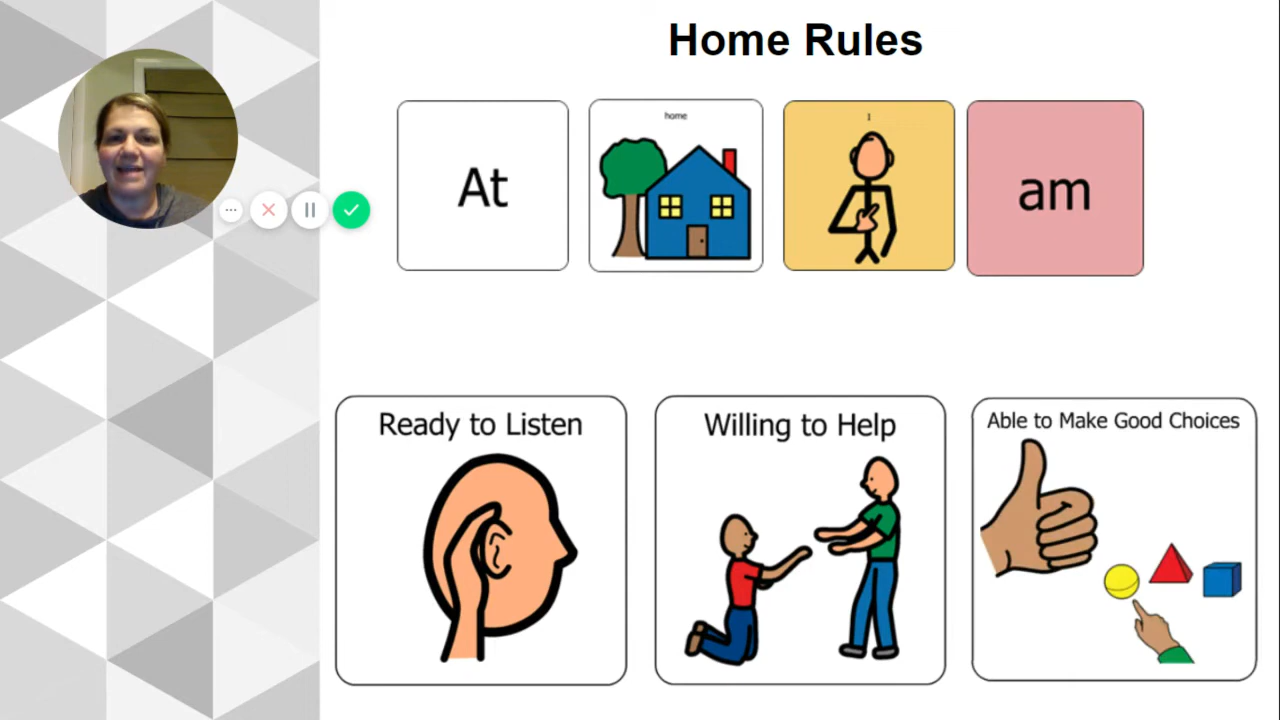 Home Rules
At
home
I
am
Ready to Listen
Willing to Help
Able to Make Good Choices